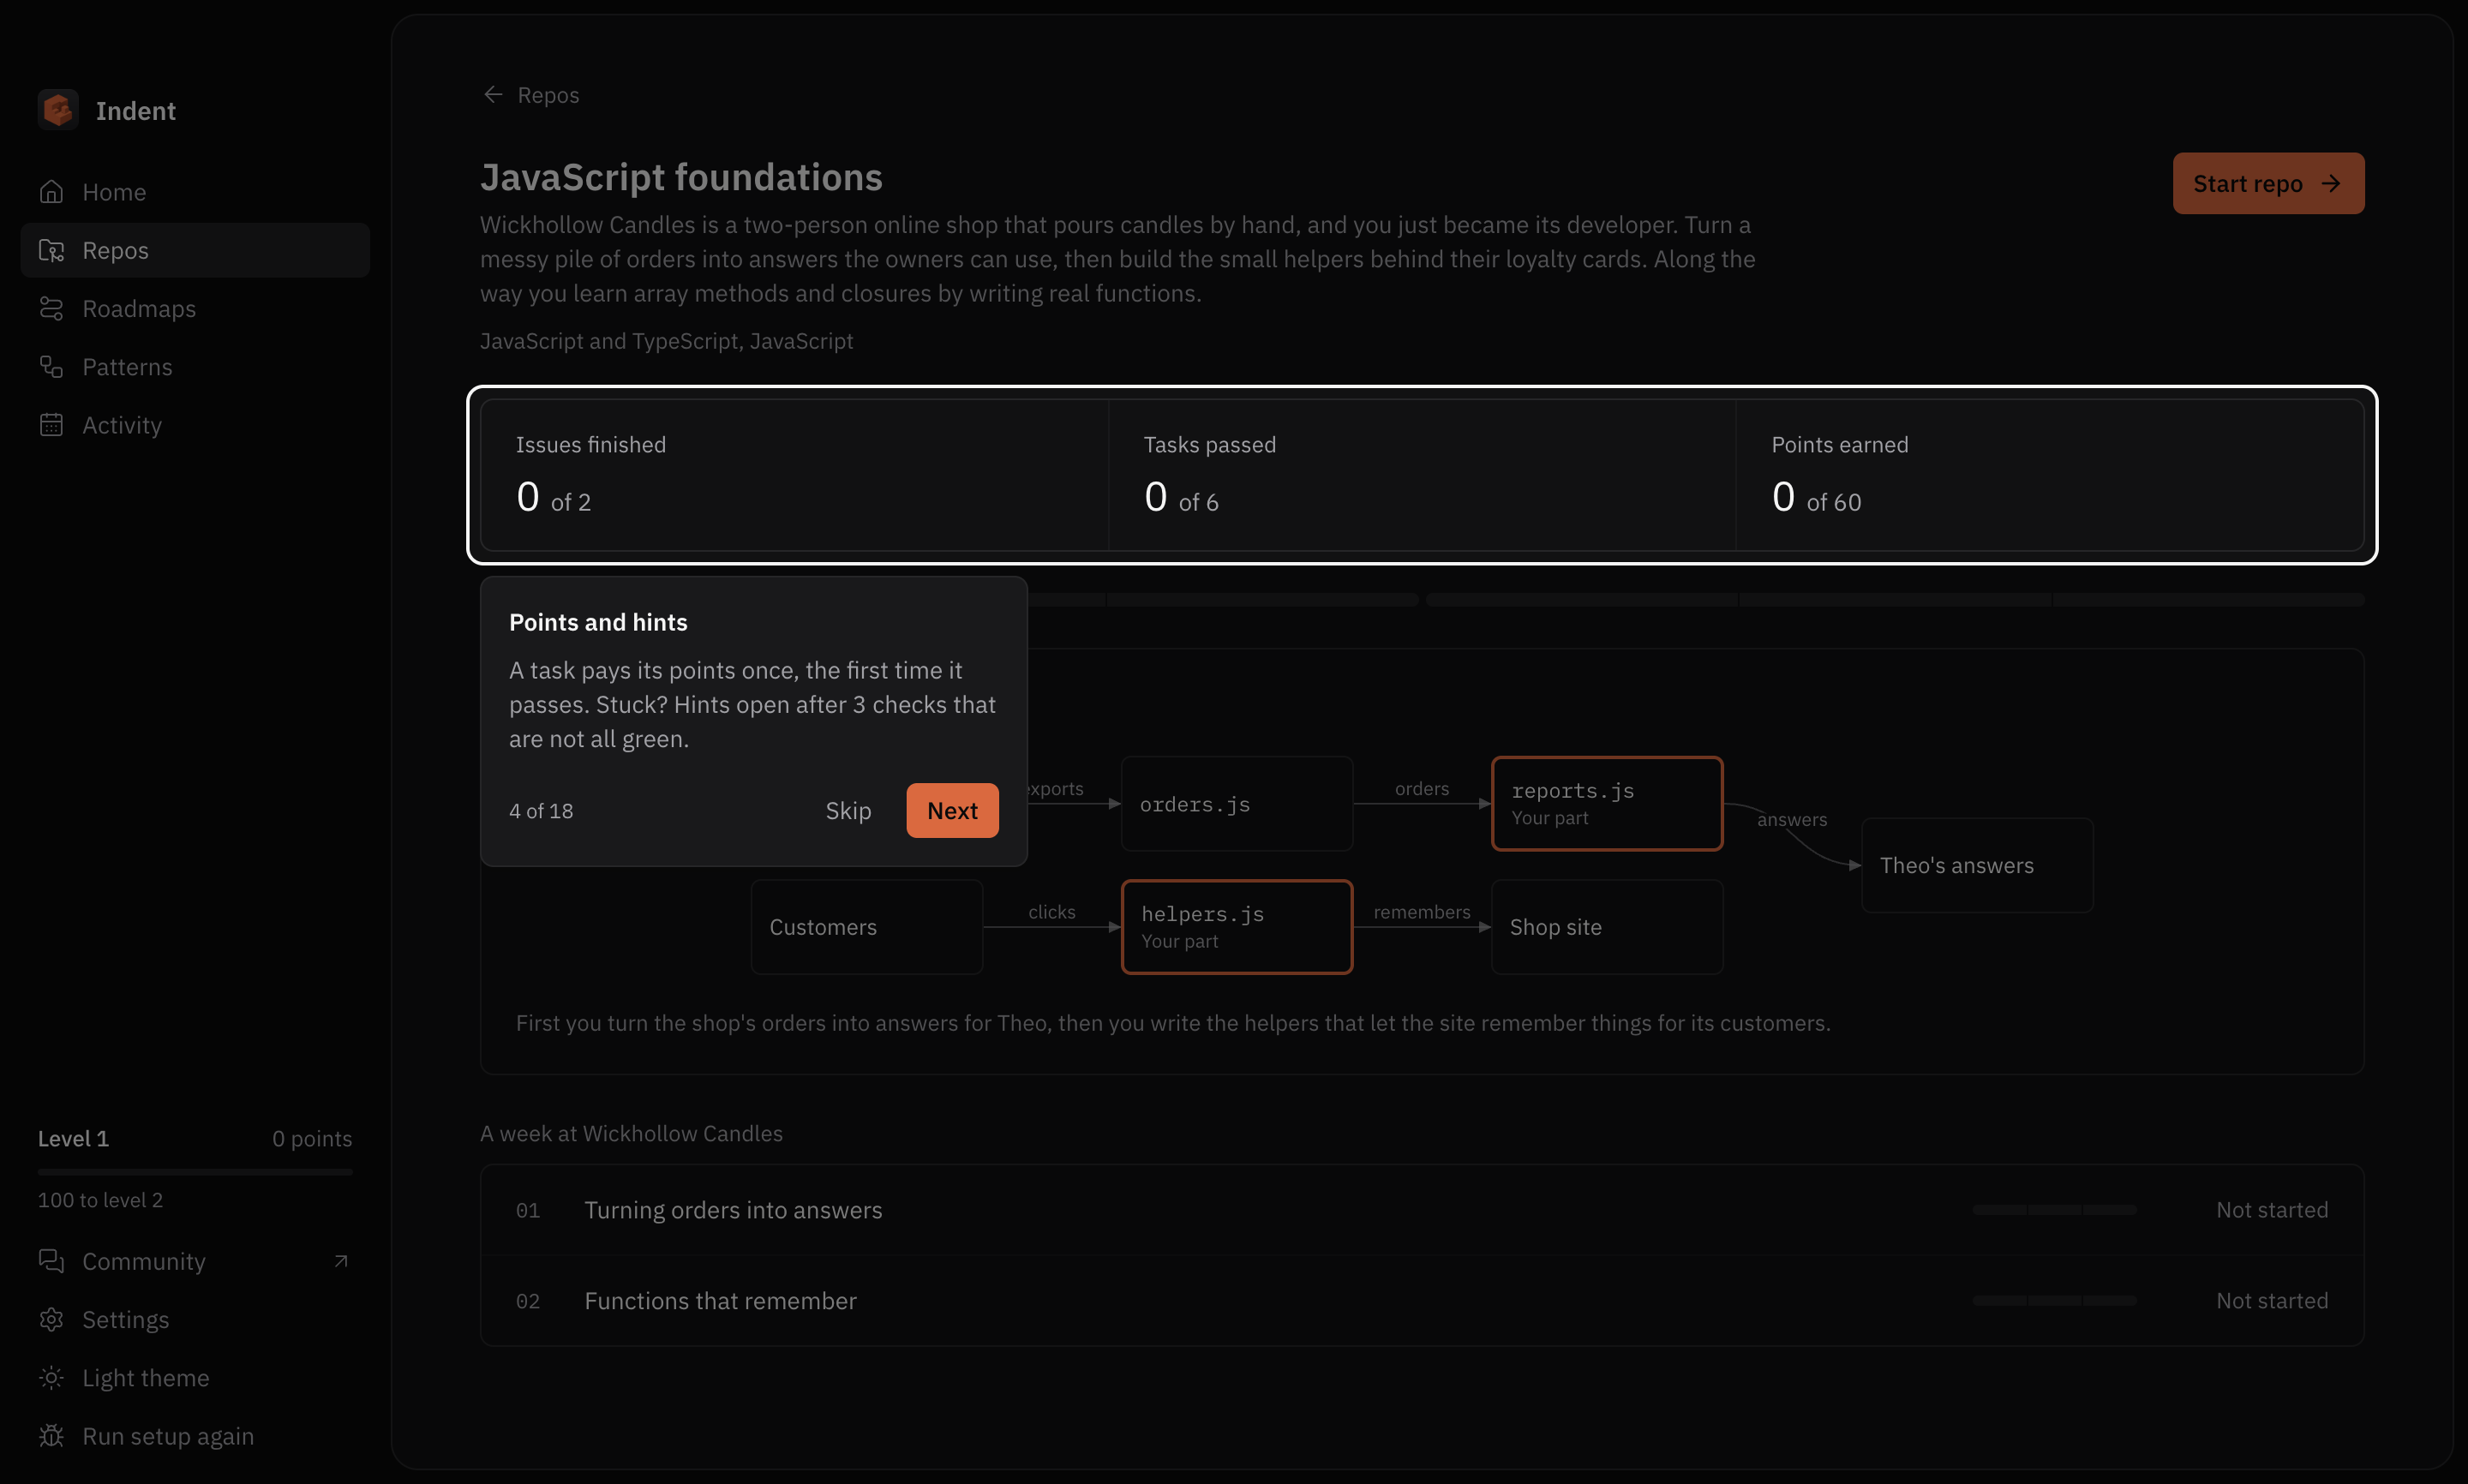 Indent
Home
Repos
Roadmaps
Patterns
Activity
Level 1
0 points
100 to level 2
Community
Settings
Light theme
Run setup again
Repos
JavaScript foundations
Start repo
Wickhollow Candles is a two-person online shop that pours candles by hand, and you just became its developer. Turn a
messy pile of orders into answers the owners can use, then build the small helpers behind their loyalty cards. Along the
way you learn array methods and closures by writing real functions.
JavaScript and TypeScript, JavaScript
Issues finished
0 of 2
Tasks passed
0 of 6
Points earned
0 of 60
Points and hints
A task pays its points once, the first time it
passes. Stuck? Hints open after 3 checks that
are not all green.
4 of 18
Skip
Next
orders.js
orders
reports.js
Your part
answers
Theo's answers
Customers
clicks
helpers.js
Your part
remembers
Shop site
First you turn the shop's orders into answers for Theo, then you write the helpers that let the site remember things for its customers.
A week at Wickhollow Candles
01 Turning orders into answers Not started
02 Functions that remember Not started